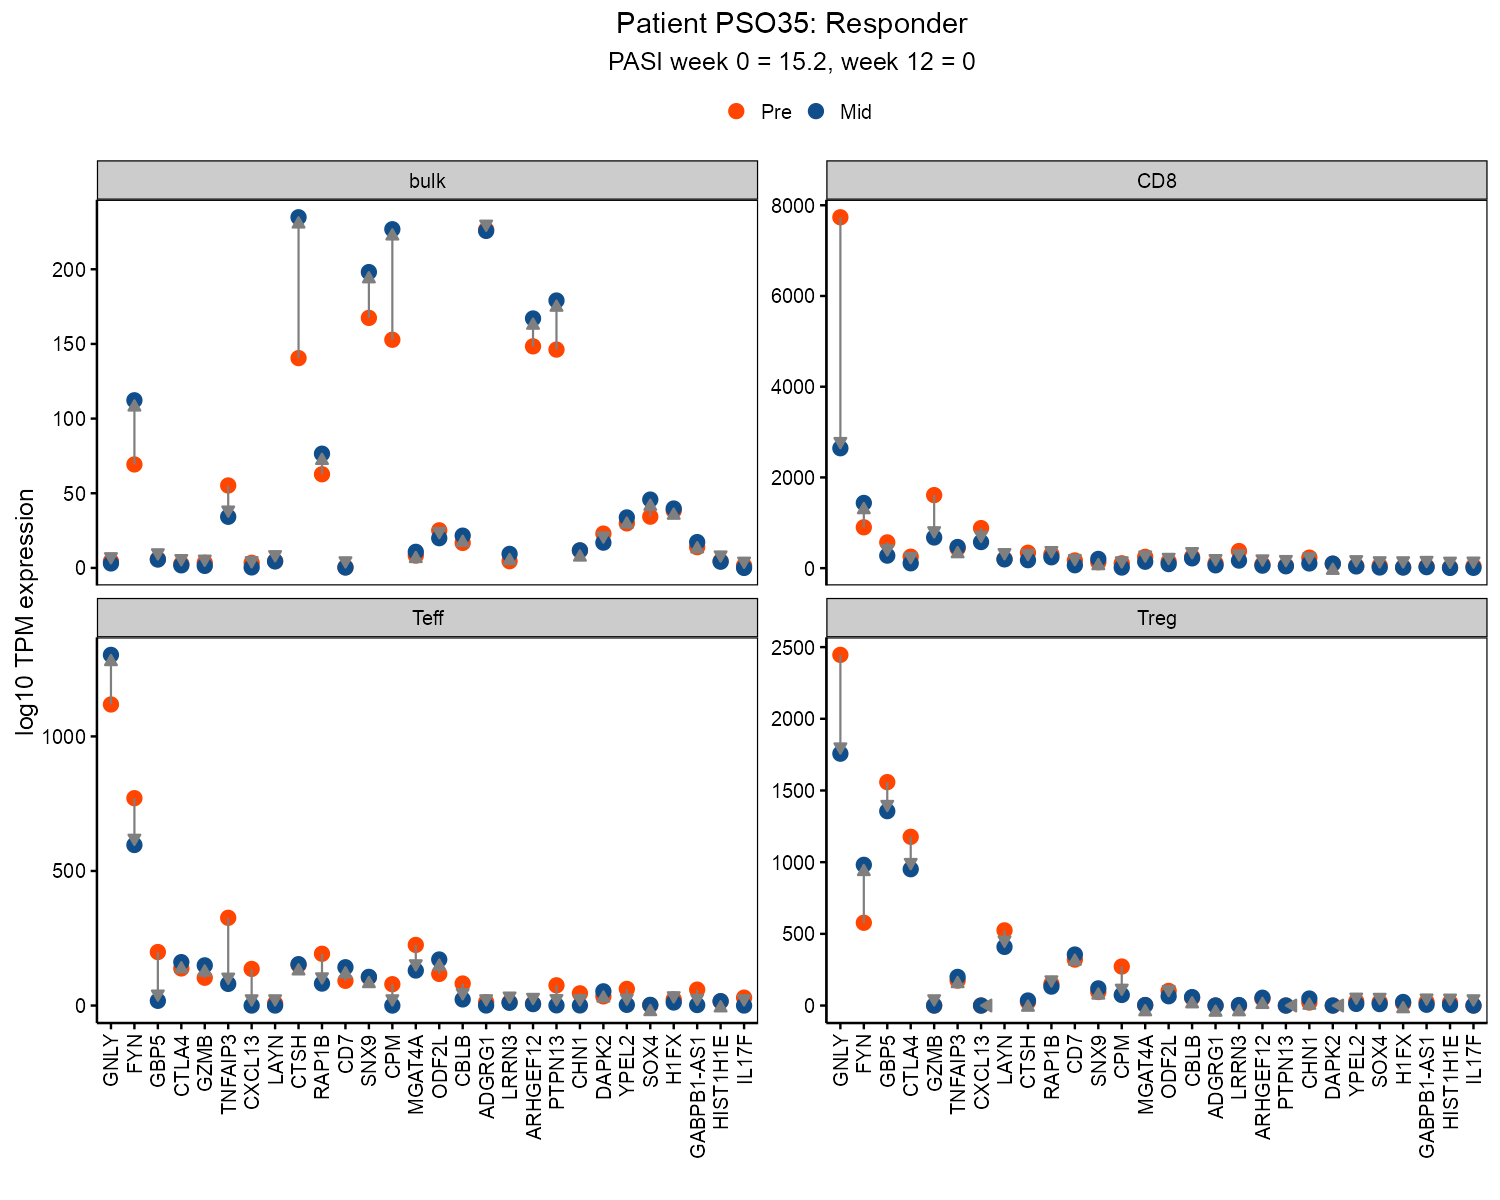 Patient PSO35: Responder
PASI week 0 = 15.2, week 12 = 0
Pre Mid
bulk
CD8
log10 TPM expression
200
150
100
50
0
8000
6000
4000
2000
0
Teff
Treg
1000
500
0
2500
2000
1500
1000
500
0
GNLY
FYN
GBP5
CTLA4
GZMB
TNFAIP3
CXCL13
LAYN
CTSH
RAP1B
CD7
SNX9
CPM
MGAT4A
ODF2L
CBLB
ADGRG1
LRRN3
ARHGEF12
PTPN13
CHN1
DAPK2
YPEL2
SOX4
H1FX
GABPB1-AS1
HIST1H1E
IL17F
GNLY
FYN
GBP5
CTLA4
GZMB
TNFAIP3
CXCL13
LAYN
CTSH
RAP1B
CD7
SNX9
CPM
MGAT4A
ODF2L
CBLB
ADGRG1
LRRN3
ARHGEF12
PTPN13
CHN1
DAPK2
YPEL2
SOX4
H1FX
GABPB1-AS1
HIST1H1E
IL17F